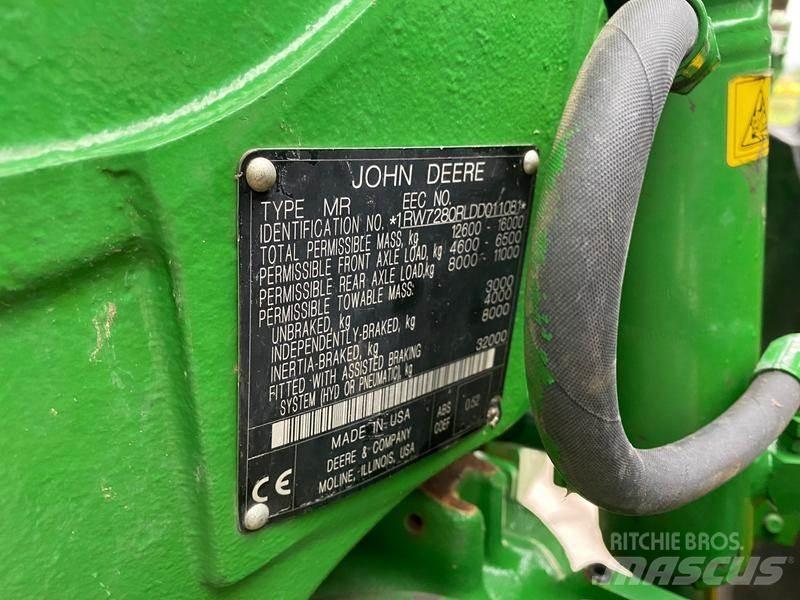 JOHN DEERE
TYPE MR EEC NO.
IDENTIFICATION NO. *1RW7280RLDD011081*
TOTAL PERMISSIBLE MASS, kg 12600 - 16000
PERMISSIBLE FRONT AXLE LOAD, kg 4600 - 6500
PERMISSIBLE REAR AXLE LOAD,kg 8000 - 11000
PERMISSIBLE TOWABLE MASS:
UNBRAKED, kg 3000
INDEPENDENTLY-BRAKED, kg 4000
INERTIA-BRAKED, kg 8000
FITTED WITH ASSISTED BRAKING
SYSTEM (HYD OR PNEUMATIC), kg 32000
MADE IN USA
DEERE & COMPANY
MOLINE, ILLINOIS, USA
ABS
COEF
0.52
CE
RITCHIE BROS.
MASCUS